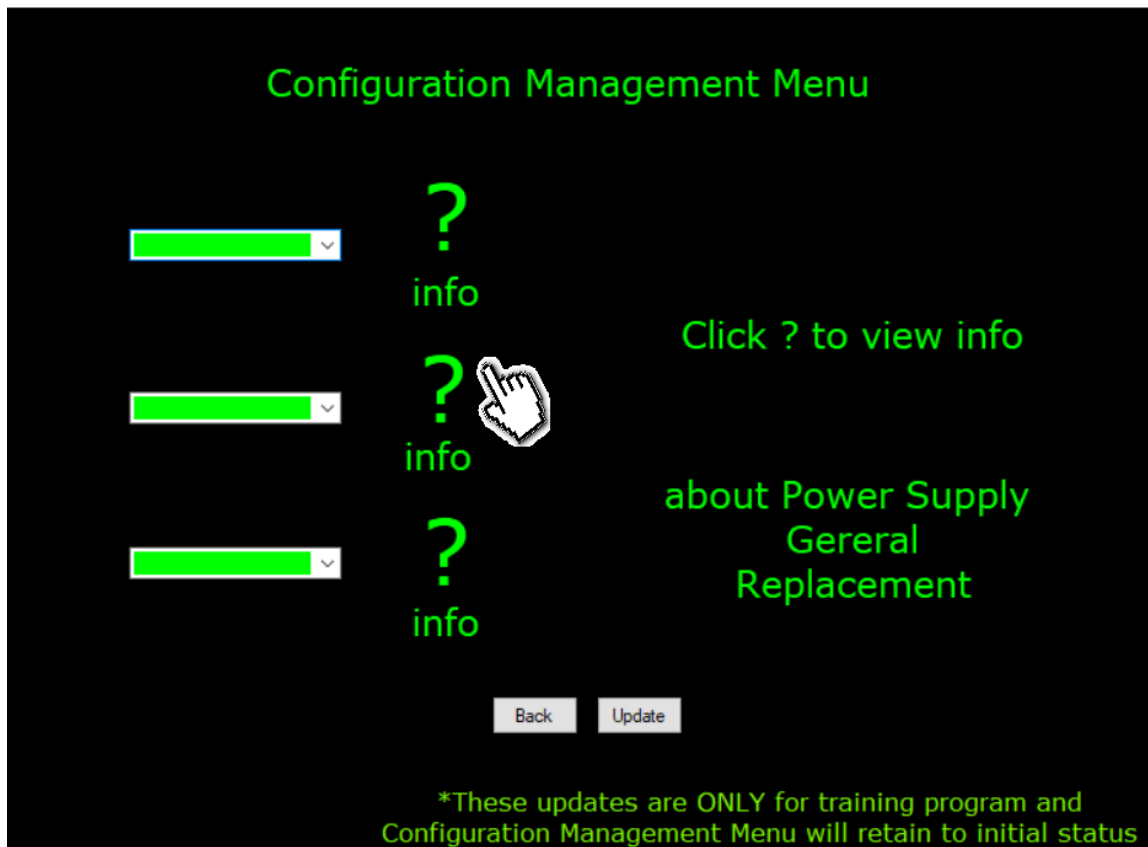 Configuration Management Menu
?
info
Click ? to view info
?
info
about Power Supply
Gereral
Replacement
?
info
Back
Update
*These updates are ONLY for training program and
Configuration Management Menu will retain to initial status